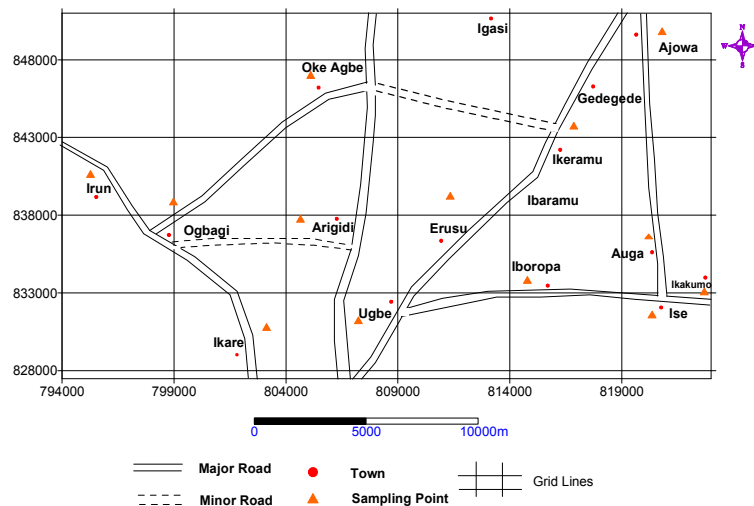 Igasi
Ajowa
N
W E
S
848000
Oke Agbe
Gedegede
843000
Ikeramu
Irun
Ibaramu
838000
Ogbagi
Arigidi
Erusu
Auga
Iboropa
Ikakumo
833000
Ugbe
Ise
Ikare
828000
794000 799000 804000 809000 814000 819000
0 5000 10000m
Major Road Town Grid Lines
Minor Road Sampling Point